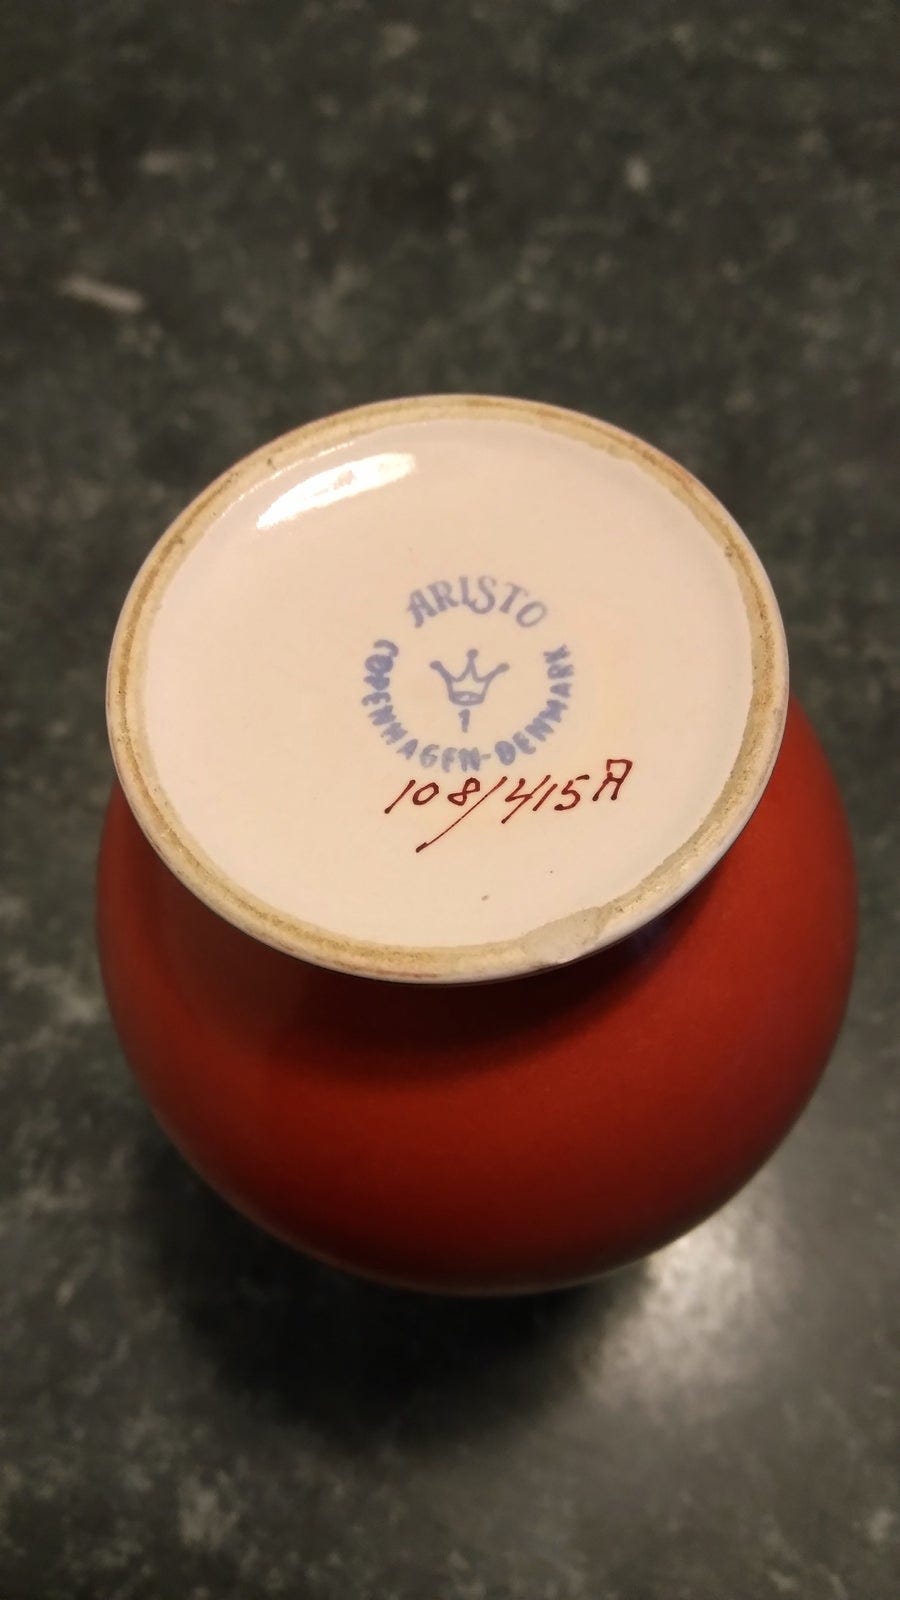 ARISTO
1
COPENHAGEN-DENMARK
108/415A